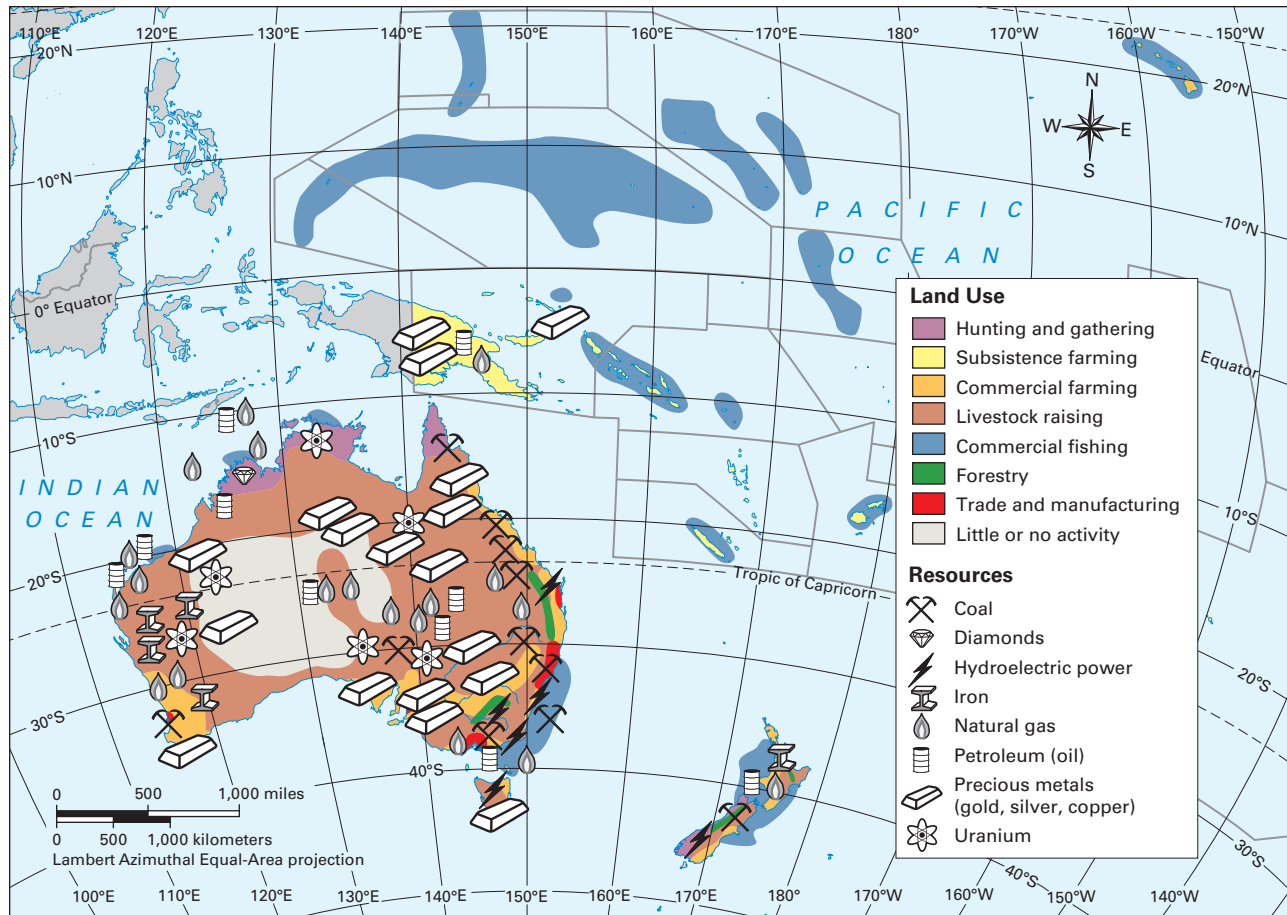 110°E 120°E 130°E 140°E 150°E 160°E 170°E 180° 170°W 160°W 150°W
20°N
20°N
N
W E
S
10°N
10°N
PACIFIC
OCEAN
0° Equator
Equator
10°S
10°S
INDIAN
OCEAN
20°S
20°S
Tropic of Capricorn
30°S
30°S
40°S
40°S
Land Use
Hunting and gathering
Subsistence farming
Commercial farming
Livestock raising
Commercial fishing
Forestry
Trade and manufacturing
Little or no activity
Resources
Coal
Diamonds
Hydroelectric power
Iron
Natural gas
Petroleum (oil)
Precious metals
(gold, silver, copper)
Uranium
0 500 1,000 miles
0 500 1,000 kilometers
Lambert Azimuthal Equal-Area projection
100°E 110°E 120°E 130°E 140°E 150°E 160°E 170°E 180° 170°W 160°W 150°W 140°W